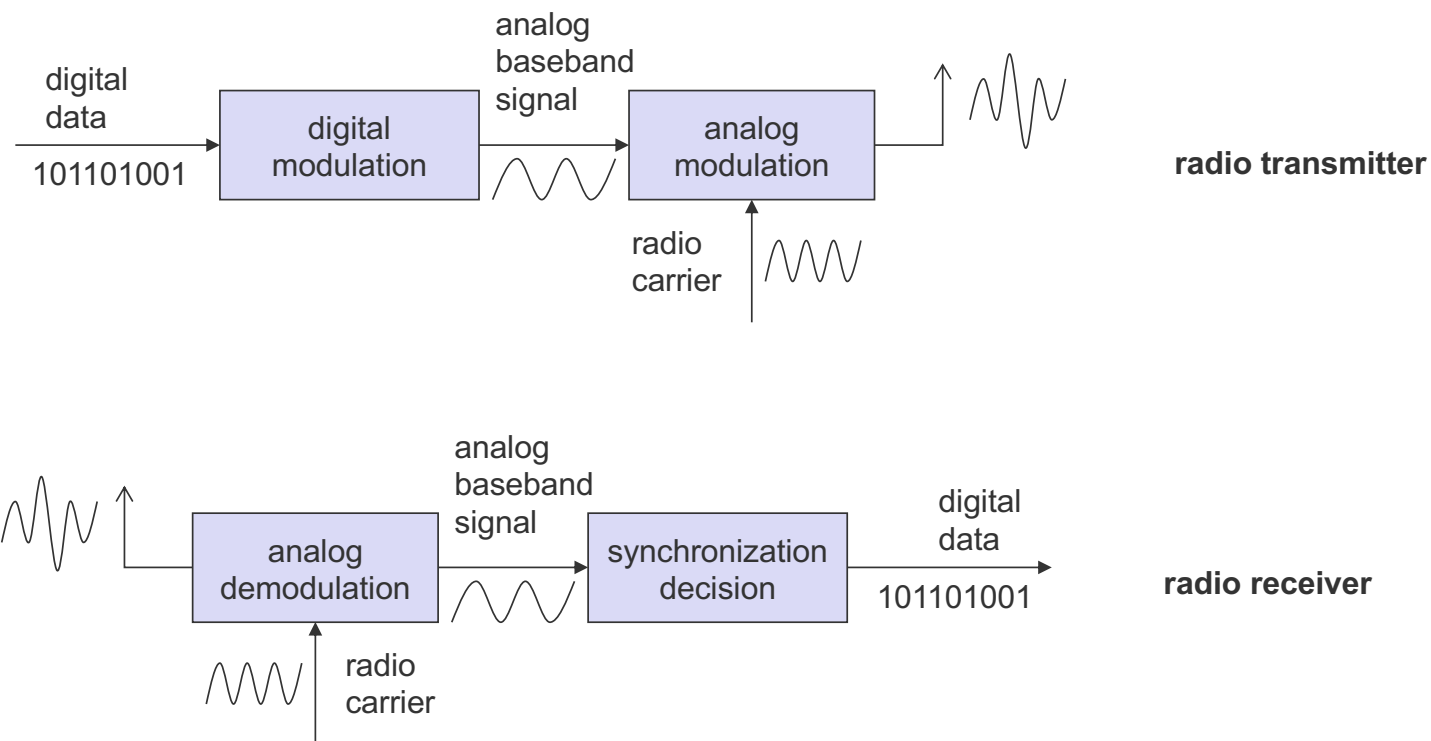 digital
data
101101001
digital
modulation
analog
baseband
signal
analog
modulation
radio
carrier
radio transmitter
analog
demodulation
radio
carrier
analog
baseband
signal
synchronization
decision
digital
data
101101001
radio receiver